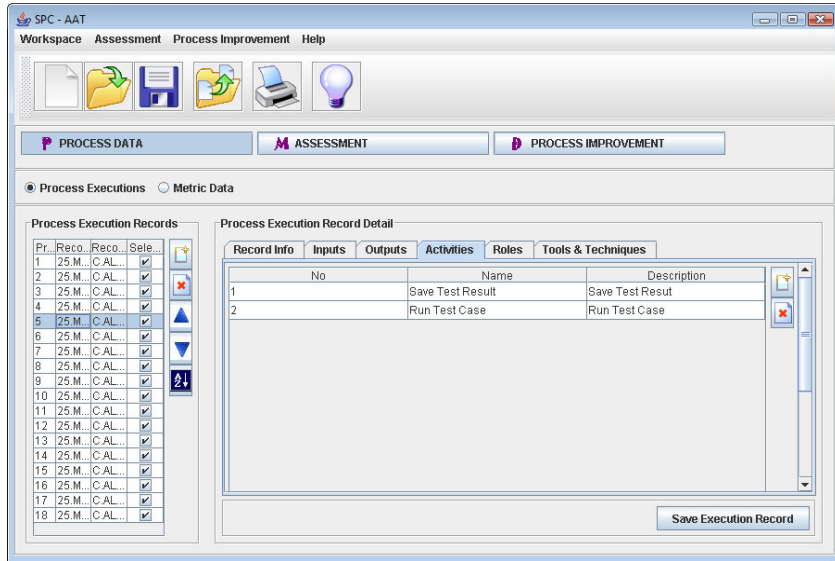 SPC - AAT
Workspace Assessment Process Improvement Help
P PROCESS DATA M ASSESSMENT D PROCESS IMPROVEMENT
Process Executions Metric Data
Process Execution Records Process Execution Record Detail
Record Info Inputs Outputs Activities Roles Tools & Techniques
Pr... Reco... Reco... Sele...
No Name Description
1 25.M... C.AL...
2 25.M... C.AL...
3 25.M... C.AL...
4 25.M... C.AL...
5 25.M... C.AL...
6 25.M... C.AL...
7 25.M... C.AL...
8 25.M... C.AL...
9 25.M... C.AL...
10 25.M... C.AL...
11 25.M... C.AL...
12 25.M... C.AL...
13 25.M... C.AL...
14 25.M... C.AL...
15 25.M... C.AL...
16 25.M... C.AL...
17 25.M... C.AL...
18 25.M... C.AL...
A Z
1 Save Test Result Save Test Resut
2 Run Test Case Run Test Case
Save Execution Record